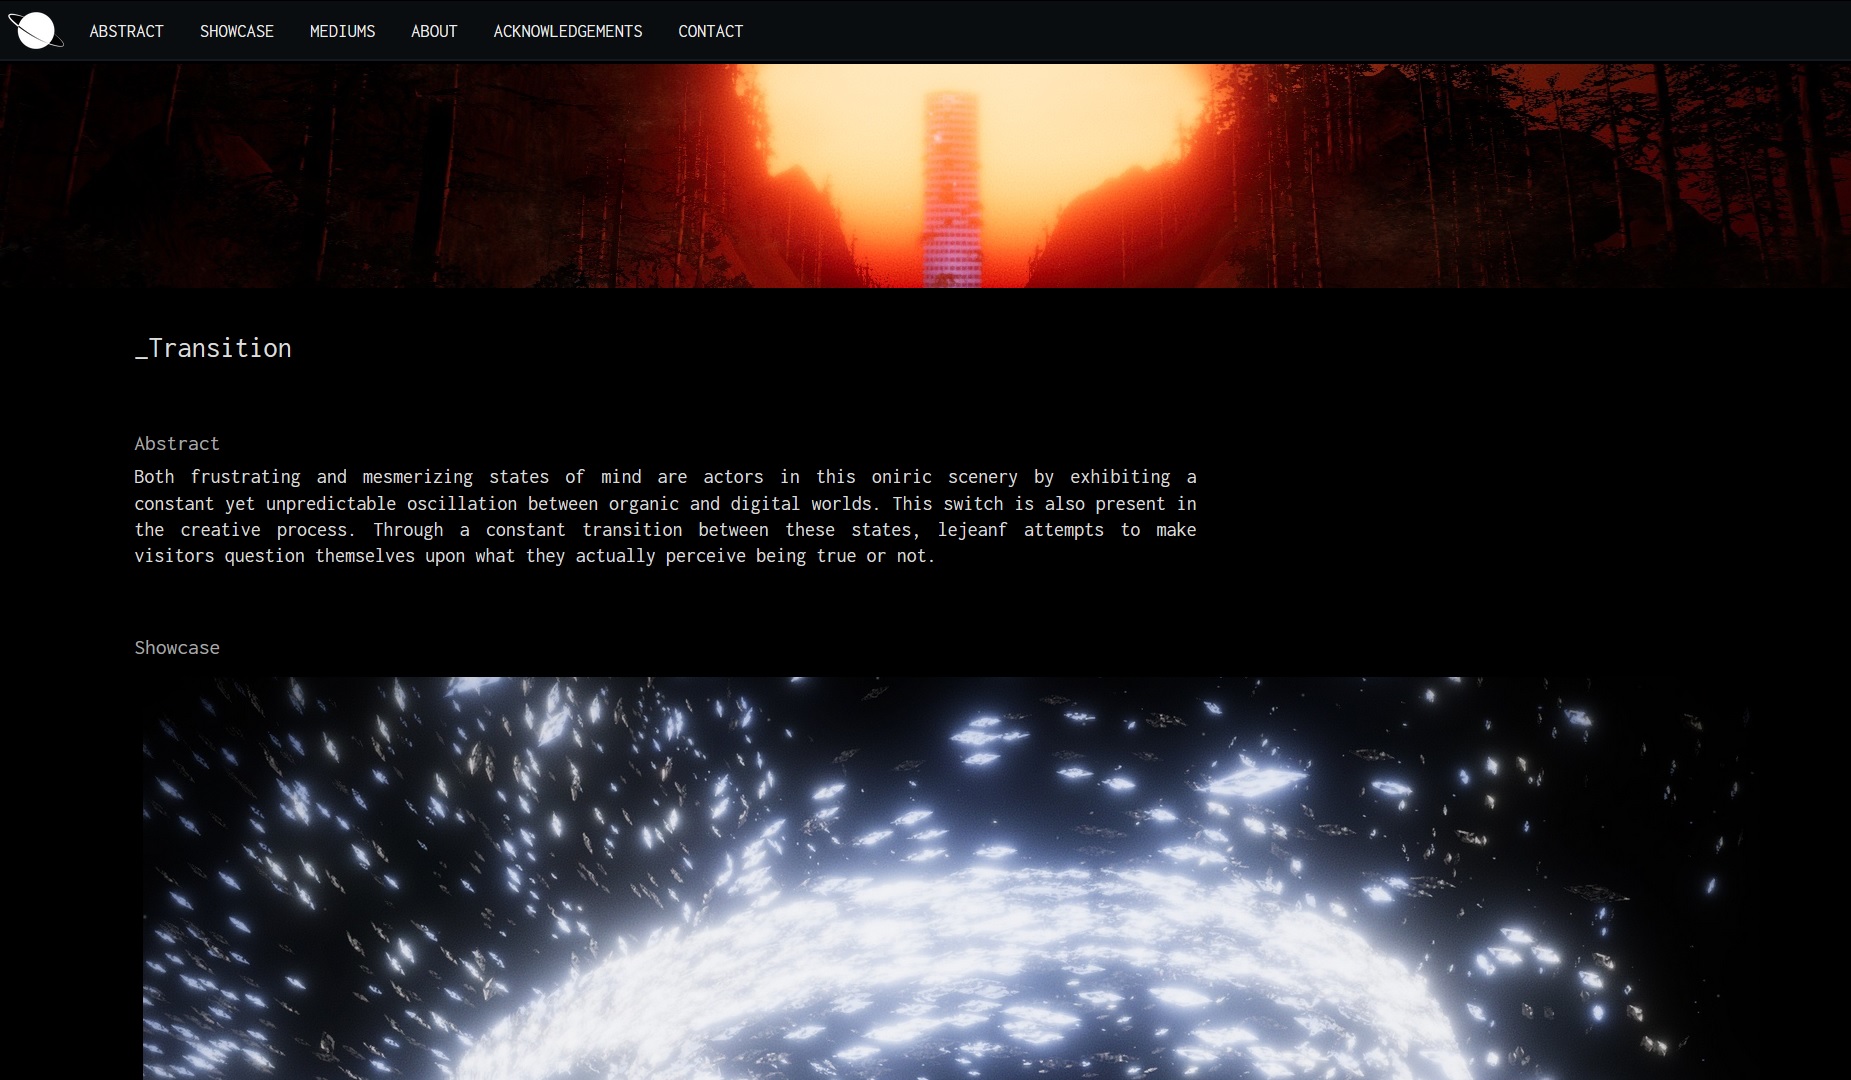 ABSTRACT SHOWCASE MEDIUMS ABOUT ACKNOWLEDGEMENTS CONTACT
_Transition
Abstract
Both frustrating and mesmerizing states of mind are actors in this oniric scenery by exhibiting a
constant yet unpredictable oscillation between organic and digital worlds. This switch is also present in
the creative process. Through a constant transition between these states, lejeanf attempts to make
visitors question themselves upon what they actually perceive being true or not.
Showcase